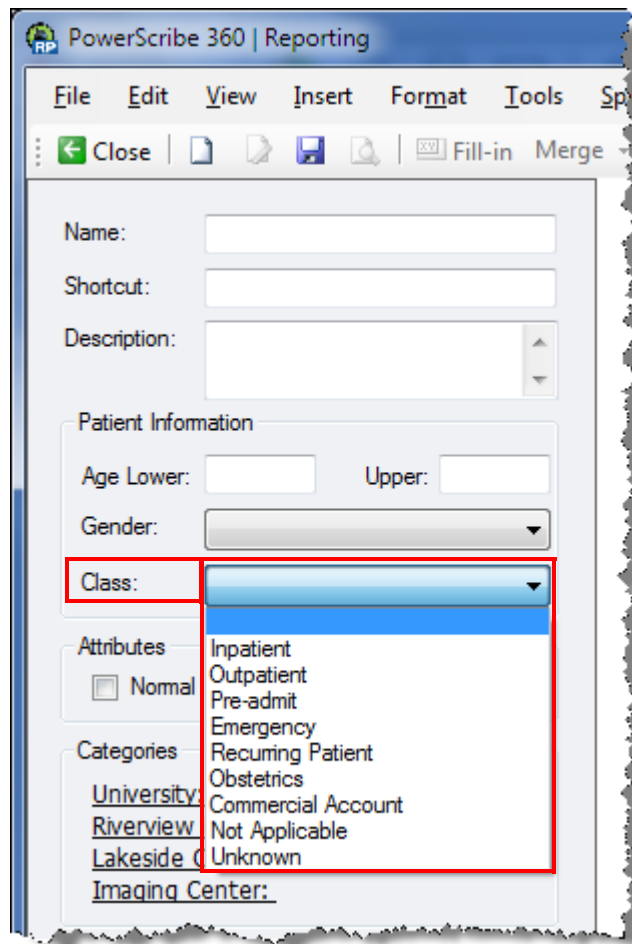 RP PowerScribe 360 | Reporting
File Edit View Insert Format Tools
Close Fill-in Merge
Name:
Shortcut:
Description:
Patient Information
Age Lower: Upper:
Gender:
Class:
Inpatient
Attributes
Outpatient
Normal
Pre-admit
Emergency
Categories
Recurring Patient
Obstetrics
University:
Commercial Account
Riverview
Not Applicable
Lakeside
Unknown
Imaging Center: